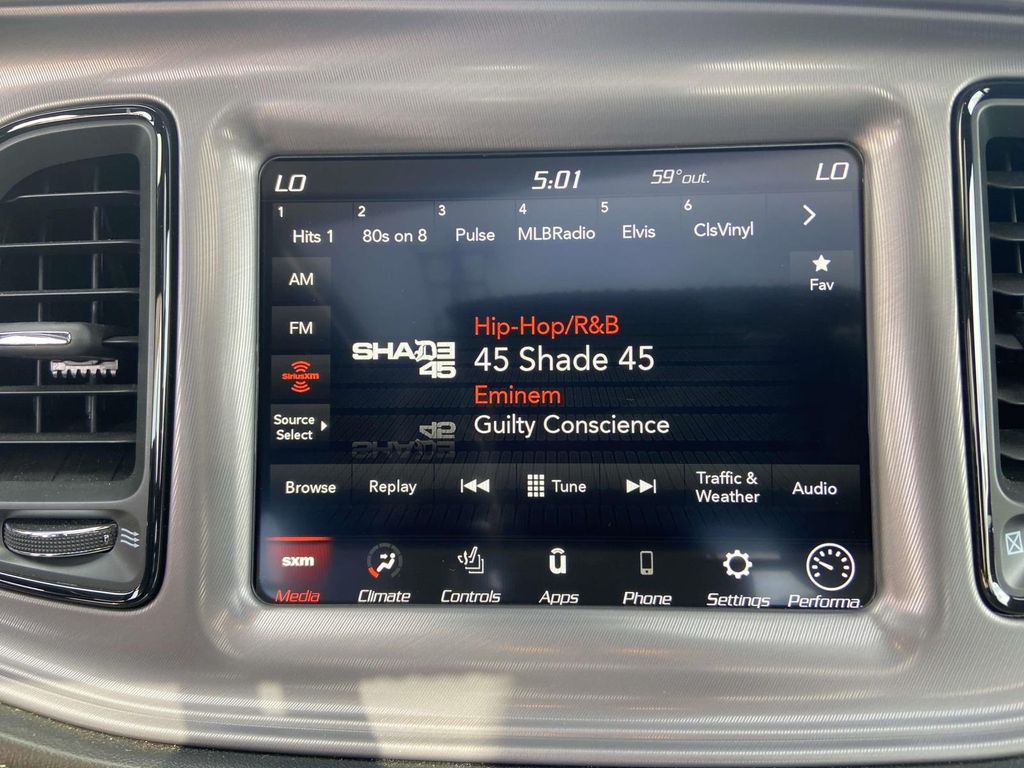 LO 5:01 59°out. LO
1 2 3 4 5 6
Hits 1 80s on 8 Pulse MLBRadio Elvis ClsVinyl
AM
Fav
FM
Hip-Hop/R&B
SHADE
45
45 Shade 45
SiriusXM
Eminem
Source
Select
Guilty Conscience
Browse Replay Tune Traffic &
Weather Audio
sxm
Media Climate Controls Apps Phone Settings Performa